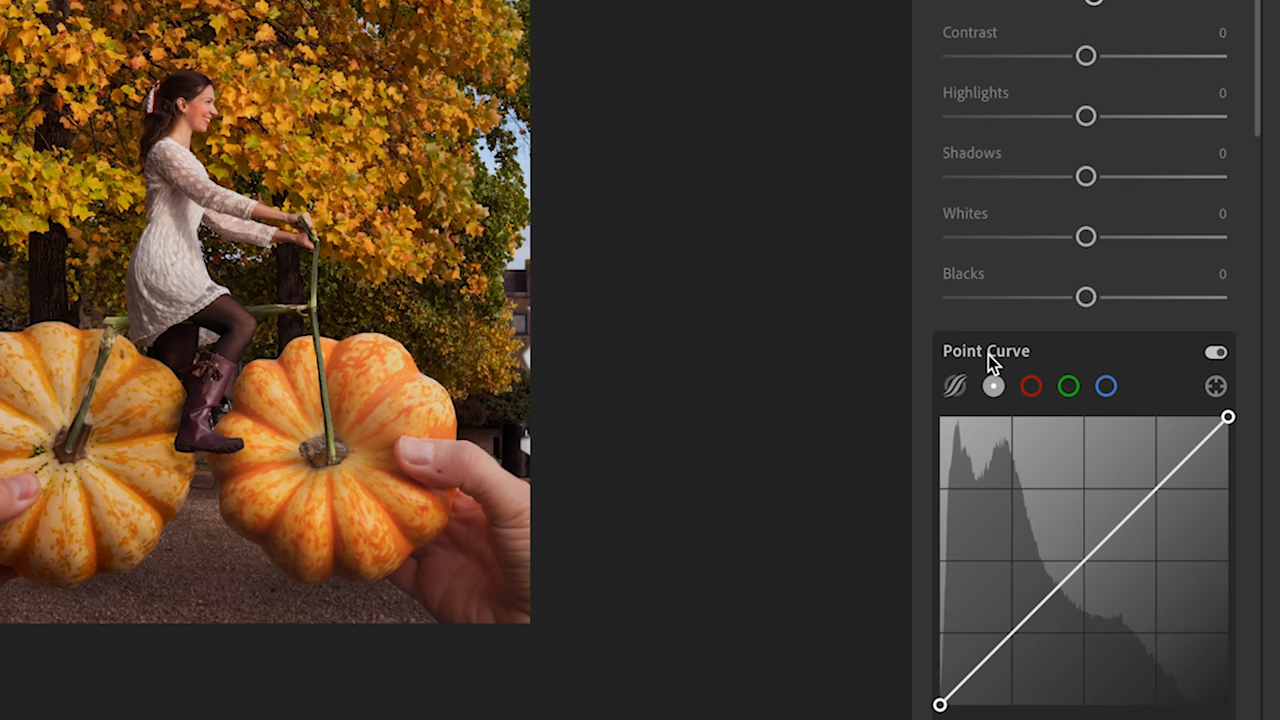 Contrast 0
Highlights 0
Shadows 0
Whites 0
Blacks 0
Point Curve